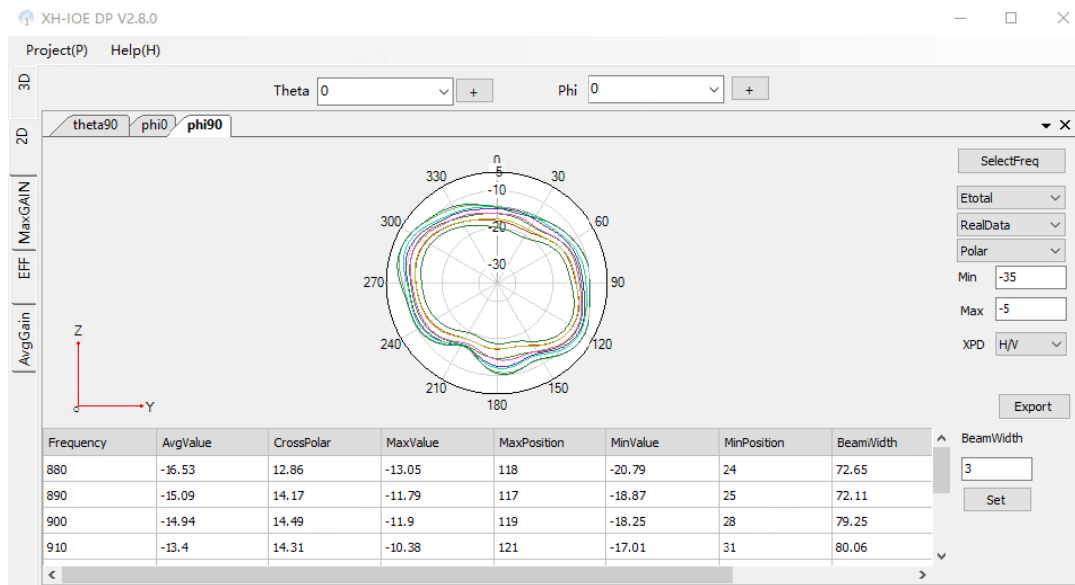 XH-IOE DP V2.8.0
Project(P) Help(H)
3D
2D
MaxGAIN
EFF
AvgGain
Theta 0 + Phi 0 +
theta90 phi0 phi90
0
330 5 30
-10
300 -20 60
-30
270 90
240 120
210 150
180
Z
o Y
SelectFreq
Etotal
RealData
Polar
Min -35
Max -5
XPD H/V
Export
Frequency AvgValue CrossPolar MaxValue MaxPosition MinValue MinPosition BeamWidth
880 -16.53 12.86 -13.05 118 -20.79 24 72.65
890 -15.09 14.17 -11.79 117 -18.87 25 72.11
900 -14.94 14.49 -11.9 119 -18.25 28 79.25
910 -13.4 14.31 -10.38 121 -17.01 31 80.06
BeamWidth
3
Set